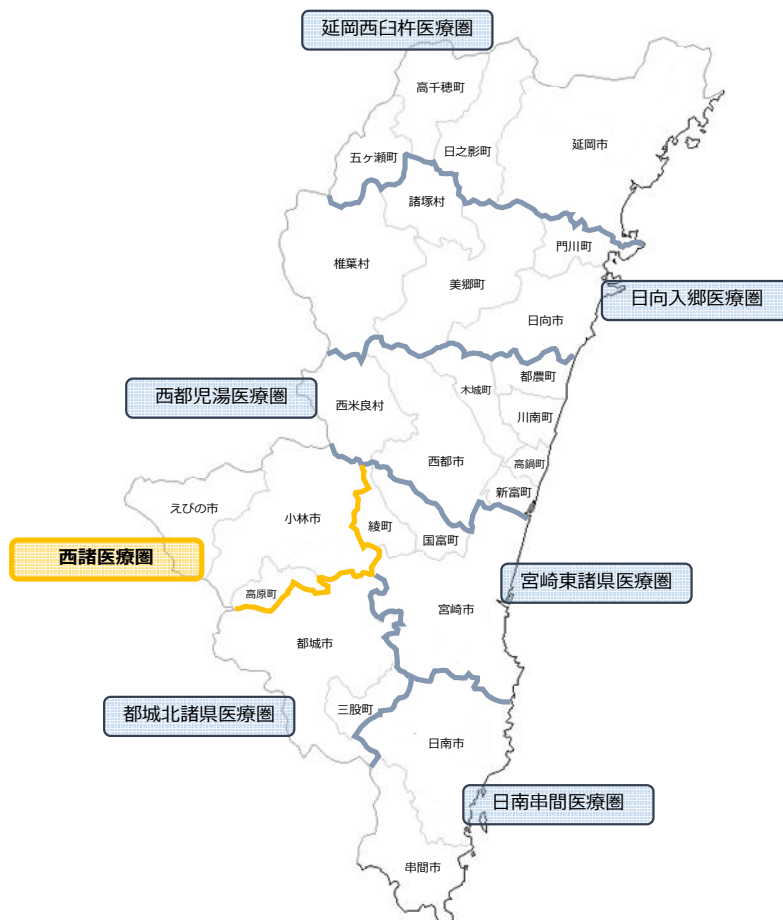 延岡西臼杵医療圏
高千穂町
日之影町
延岡市
五ヶ瀬町
諸塚村
門川町
椎葉村
美郷町
日向入郷医療圏
日向市
都農町
木城町
西都児湯医療圏
西米良村
川南町
西都市
高鍋町
新富町
えびの市
小林市
綾町
国富町
西諸医療圏
宮崎東諸県医療圏
高原町
宮崎市
都城市
都城北諸県医療圏
三股町
日南市
日南串間医療圏
串間市